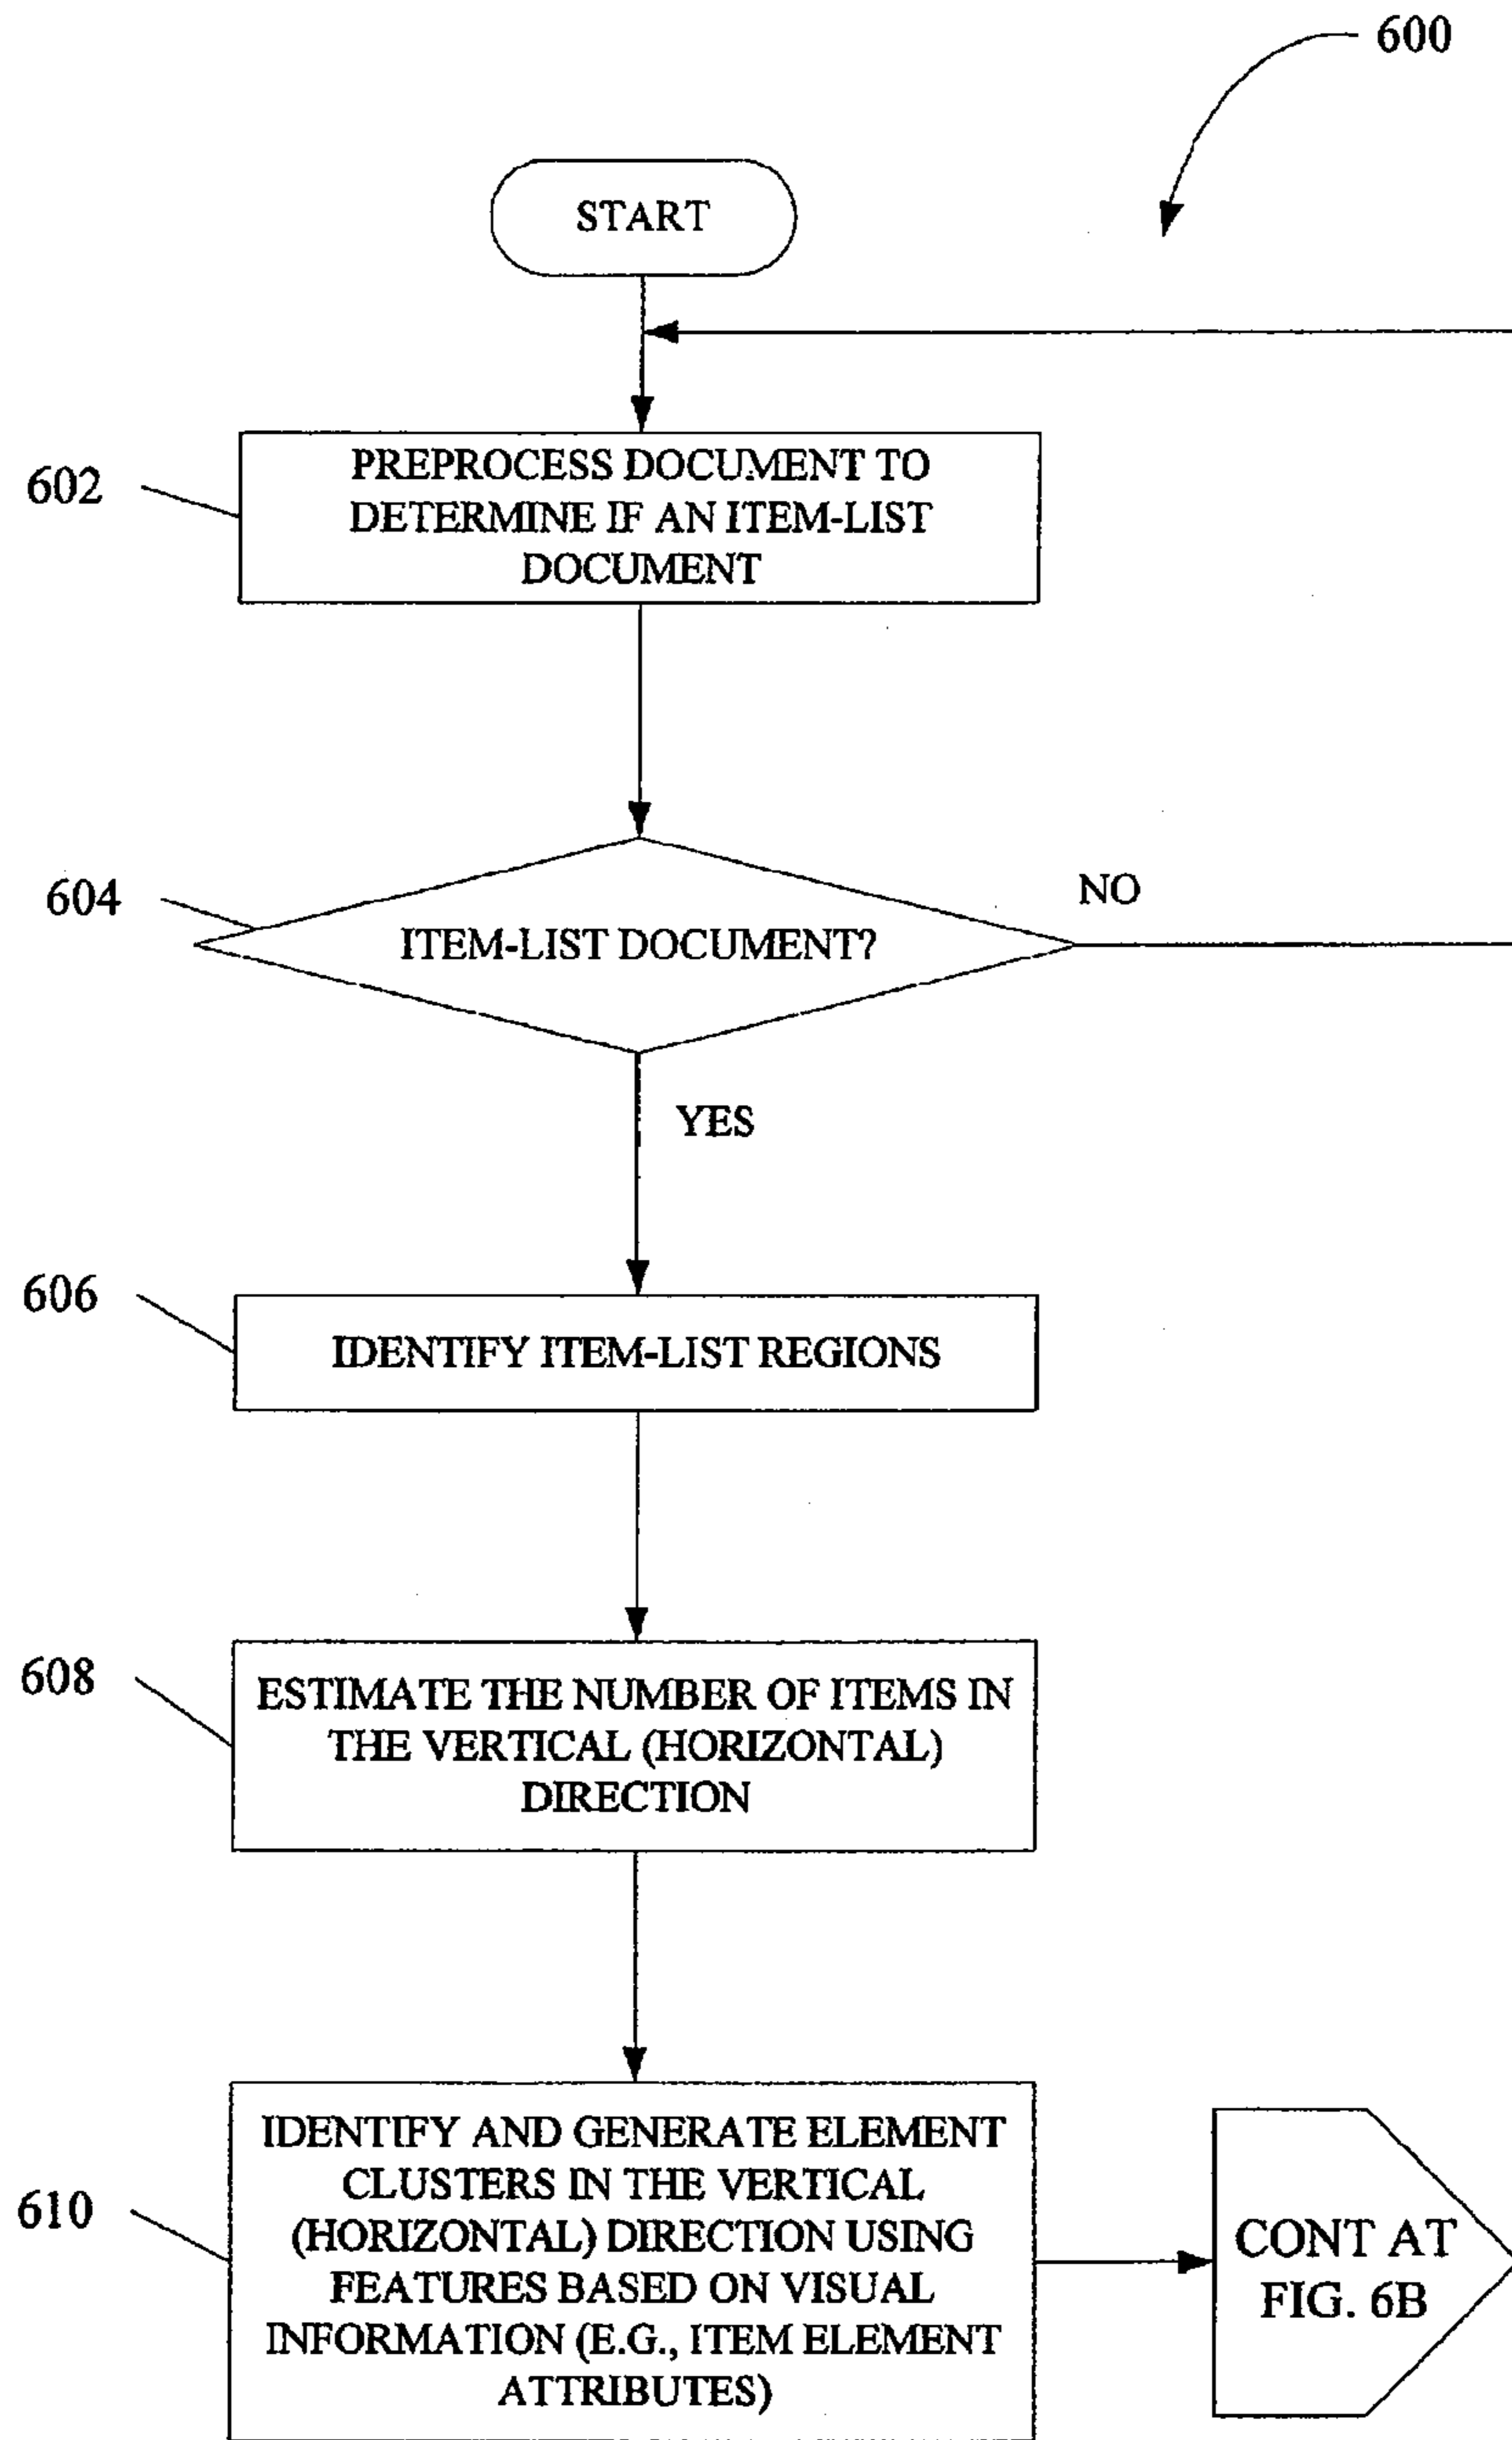 600
START
602
PREPROCESS DOCUMENT TO
DETERMINE IF AN ITEM-LIST
DOCUMENT
604
ITEM-LIST DOCUMENT?
NO
YES
606
IDENTIFY ITEM-LIST REGIONS
608
ESTIMATE THE NUMBER OF ITEMS IN
THE VERTICAL (HORIZONTAL)
DIRECTION
610
IDENTIFY AND GENERATE ELEMENT
CLUSTERS IN THE VERTICAL
(HORIZONTAL) DIRECTION USING
FEATURES BASED ON VISUAL
INFORMATION (E.G., ITEM ELEMENT
ATTRIBUTES)
CONT AT
FIG. 6B